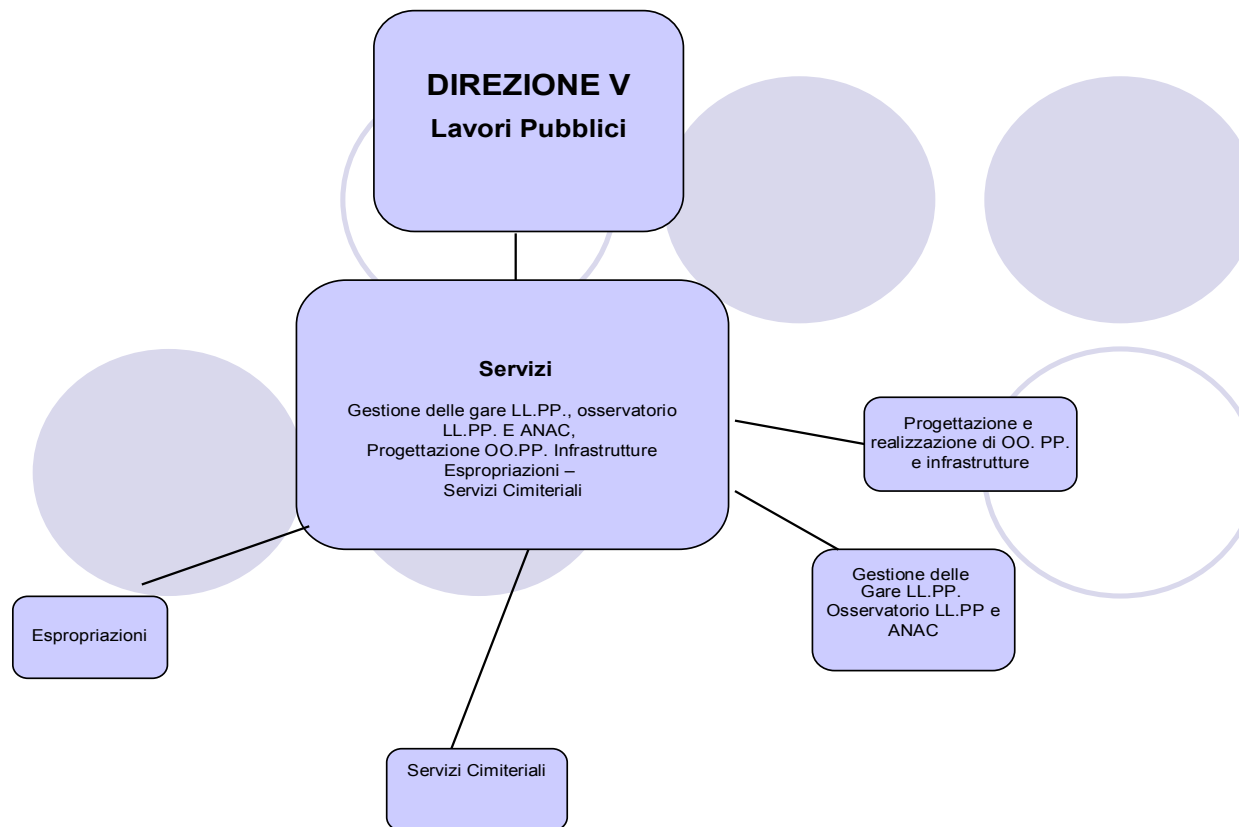 DIREZIONE V
Lavori Pubblici
Servizi
Gestione delle gare LL.PP., osservatorio
LL.PP. E ANAC,
Progettazione OO.PP. Infrastrutture
Espropriazioni –
Servizi Cimiteriali
Progettazione e
realizzazione di OO. PP.
e infrastrutture
Gestione delle
Gare LL.PP.
Osservatorio LL.PP e
ANAC
Espropriazioni
Servizi Cimiteriali